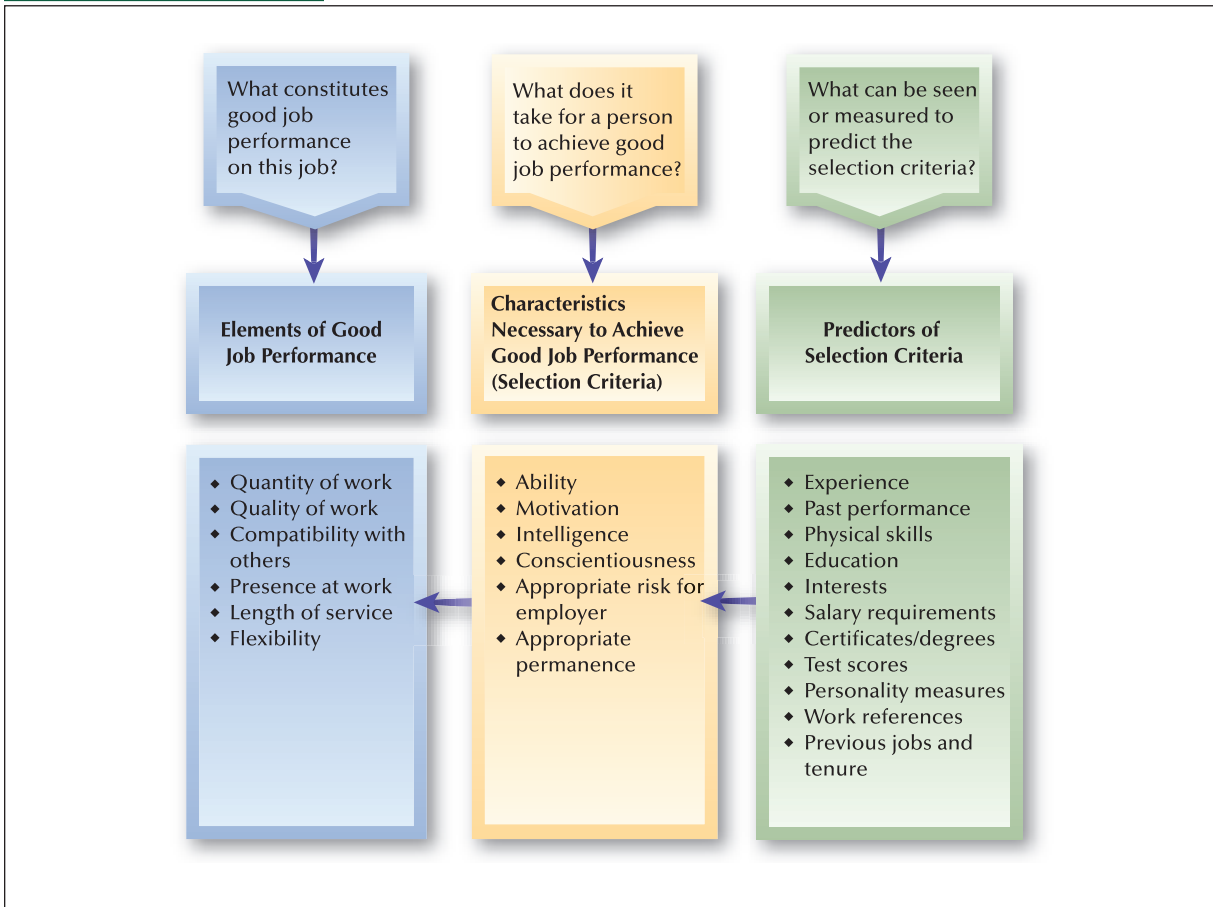 What constitutes
good job
performance
on this job?
What does it
take for a person
to achieve good
job performance?
What can be seen
or measured to
predict the
selection criteria?
Elements of Good
Job Performance
Characteristics
Necessary to Achieve
Good Job Performance
(Selection Criteria)
Predictors of
Selection Criteria
◆ Quantity of work
◆ Quality of work
◆ Compatibility with
others
◆ Presence at work
◆ Length of service
◆ Flexibility
◆ Ability
◆ Motivation
◆ Intelligence
◆ Conscientiousness
◆ Appropriate risk for
employer
◆ Appropriate
permanence
◆ Experience
◆ Past performance
◆ Physical skills
◆ Education
◆ Interests
◆ Salary requirements
◆ Certificates/degrees
◆ Test scores
◆ Personality measures
◆ Work references
◆ Previous jobs and
tenure